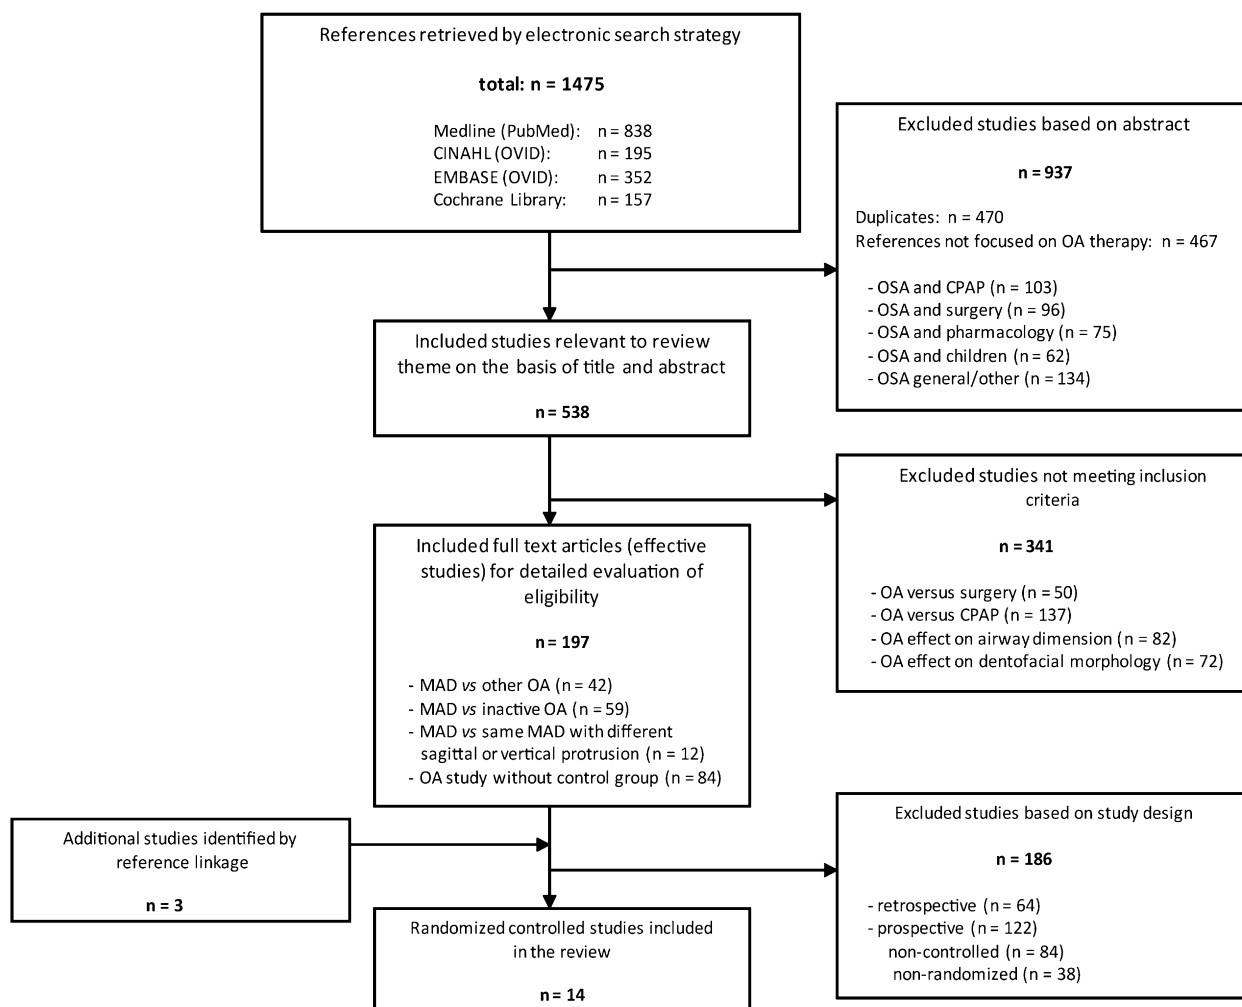 References retrieved by electronic search strategy
total: n = 1475
Medline (PubMed): n = 838
CINAHL (OVID): n = 195
EMBASE (OVID): n = 352
Cochrane Library: n = 157
Excluded studies based on abstract
n = 937
Duplicates: n = 470
References not focused on OA therapy: n = 467
- OSA and CPAP (n = 103)
- OSA and surgery (n = 96)
- OSA and pharmacology (n = 75)
- OSA and children (n = 62)
- OSA general/other (n = 134)
Included studies relevant to review
theme on the basis of title and abstract
n = 538
Excluded studies not meeting inclusion
criteria
n = 341
- OA versus surgery (n = 50)
- OA versus CPAP (n = 137)
- OA effect on airway dimension (n = 82)
- OA effect on dentofacial morphology (n = 72)
Included full text articles (effective
studies) for detailed evaluation of
eligibility
n = 197
- MAD vs other OA (n = 42)
- MAD vs inactive OA (n = 59)
- MAD vs same MAD with different
sagittal or vertical protrusion (n = 12)
- OA study without control group (n = 84)
Additional studies identified by
reference linkage
n = 3
Excluded studies based on study design
n = 186
- retrospective (n = 64)
- prospective (n = 122)
non-controlled (n = 84)
non-randomized (n = 38)
Randomized controlled studies included
in the review
n = 14